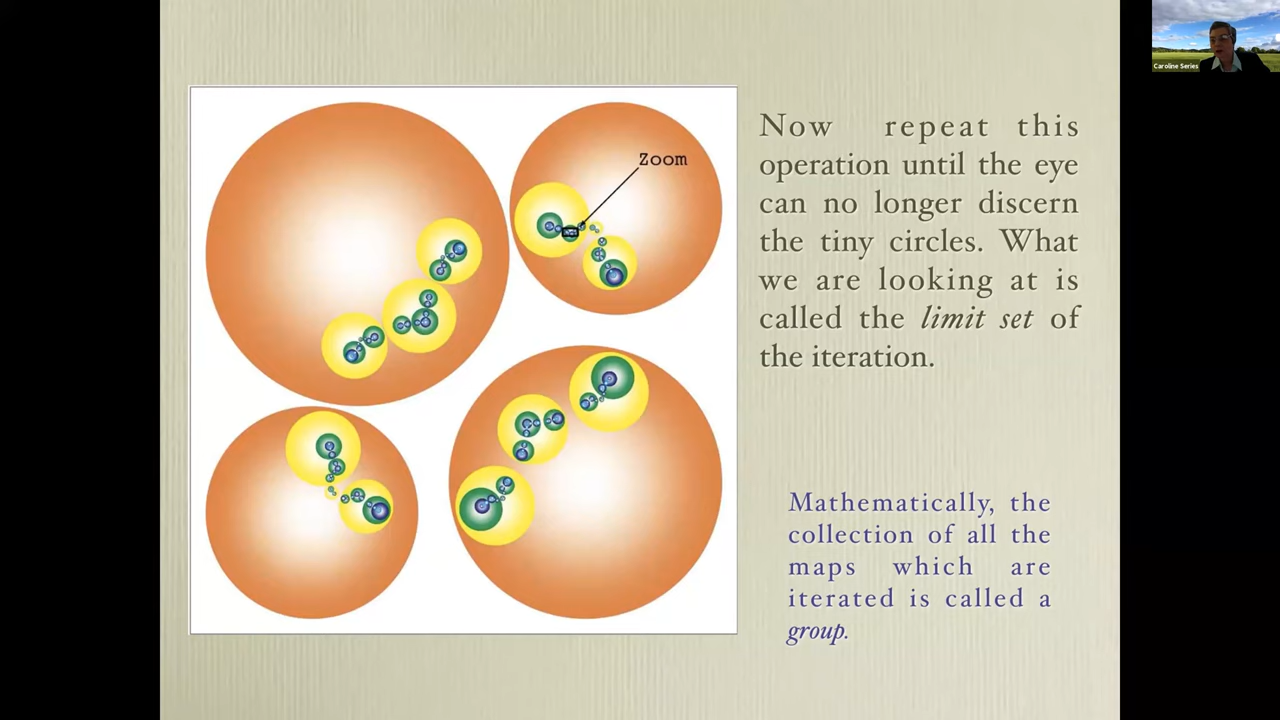 Caroline Series
Zoom
Now repeat this
operation until the eye
can no longer discern
the tiny circles. What
we are looking at is
called the limit set of
the iteration.
Mathematically, the
collection of all the
maps which are
iterated is called a
group.